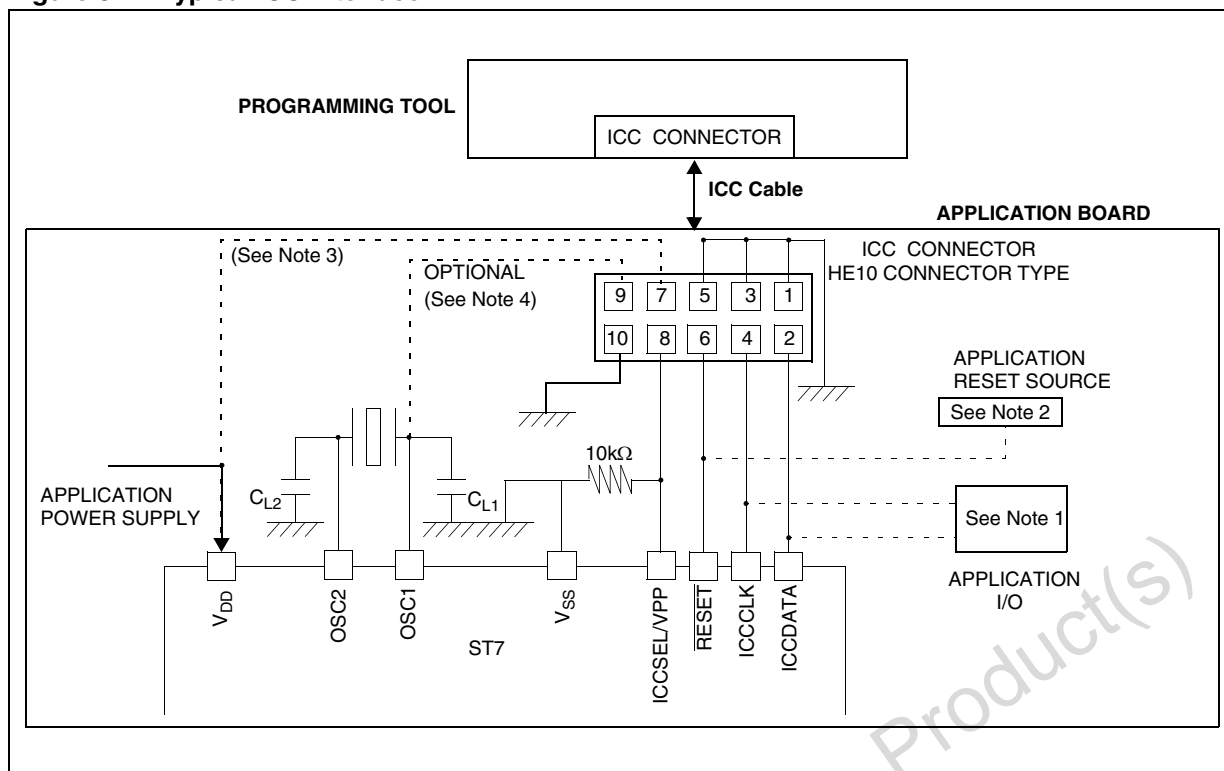 PROGRAMMING TOOL
ICC CONNECTOR
ICC Cable
APPLICATION BOARD
(See Note 3)
OPTIONAL
(See Note 4)
ICC CONNECTOR
HE10 CONNECTOR TYPE
9 7 5 3 1
10 8 6 4 2
APPLICATION
RESET SOURCE
See Note 2
10kΩ
APPLICATION
POWER SUPPLY
CL2
CL1
See Note 1
APPLICATION
I/O
VDD
OSC2
OSC1
VSS
ICCSEL/VPP
RESET
ICCCLK
ICCDATA
ST7
Product(s)